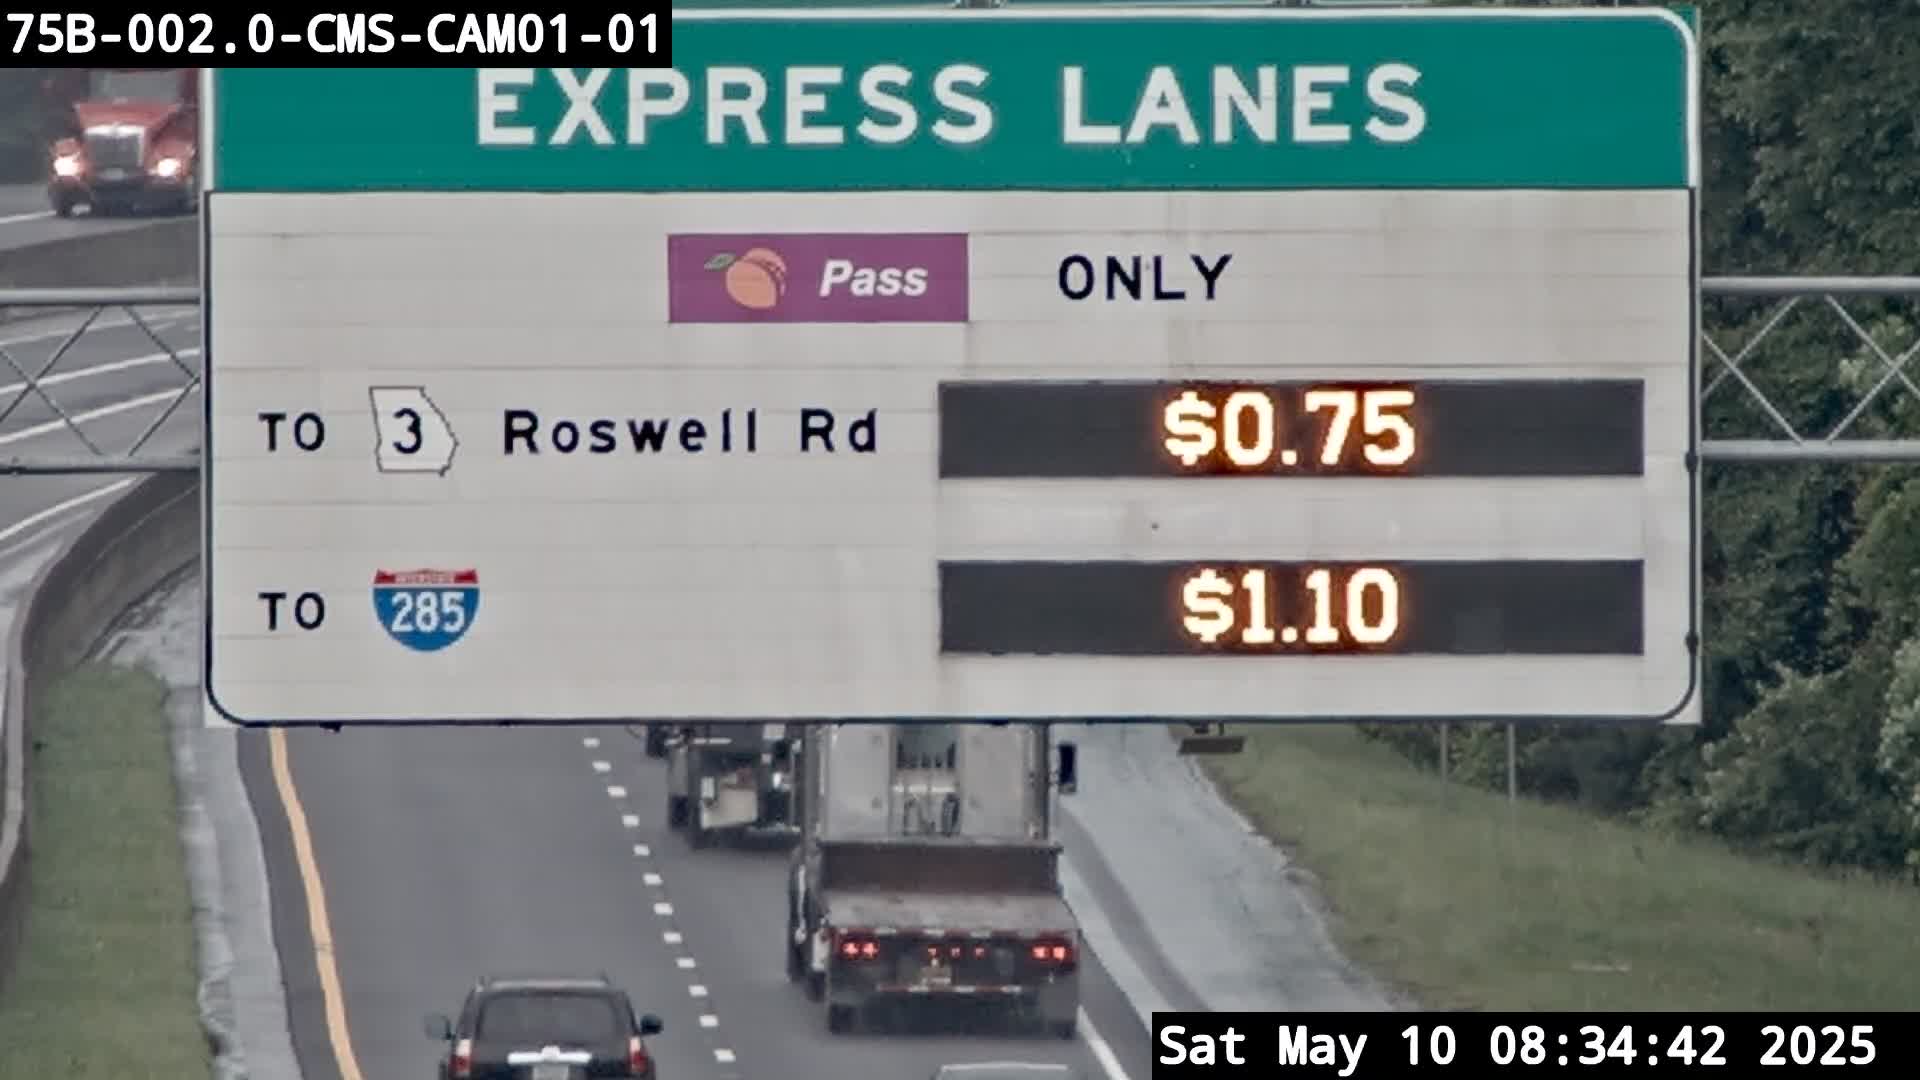 75B-002.0-CMS-CAM01-01
EXPRESS LANES
Pass ONLY
TO 3 Roswell Rd $0.75
TO 285 $1.10
Sat May 10 08:34:42 2025